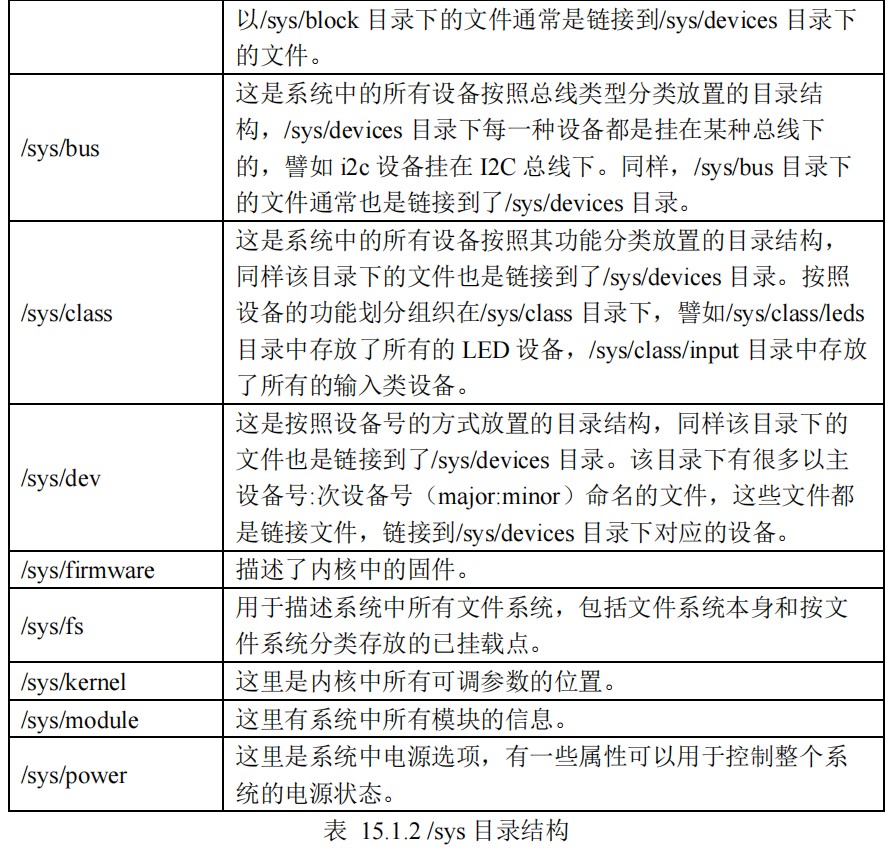 以/sys/block 目录下的文件通常是链接到/sys/devices 目录下
的文件。
/sys/bus
这是系统中的所有设备按照总线类型分类放置的目录结
构，/sys/devices 目录下每一种设备都是挂在某种总线下
的，譬如 i2c 设备挂在 I2C 总线下。同样，/sys/bus 目录下
的文件通常也是链接到了/sys/devices 目录。
/sys/class
这是系统中的所有设备按照其功能分类放置的目录结构，
同样该目录下的文件也是链接到了/sys/devices 目录。按照
设备的功能划分组织在/sys/class 目录下，譬如/sys/class/leds
目录中存放了所有的 LED 设备，/sys/class/input 目录中存放
了所有的输入类设备。
/sys/dev
这是按照设备号的方式放置的目录结构，同样该目录下的
文件也是链接到了/sys/devices 目录。该目录下有很多以主
设备号:次设备号（major:minor）命名的文件，这些文件都
是链接文件，链接到/sys/devices 目录下对应的设备。
/sys/firmware
描述了内核中的固件。
/sys/fs
用于描述系统中所有文件系统，包括文件系统本身和按文
件系统分类存放的已挂载点。
/sys/kernel
这里是内核中所有可调参数的位置。
/sys/module
这里有系统中所有模块的信息。
/sys/power
这里是系统中电源选项，有一些属性可以用于控制整个系
统的电源状态。
表 15.1.2 /sys 目录结构